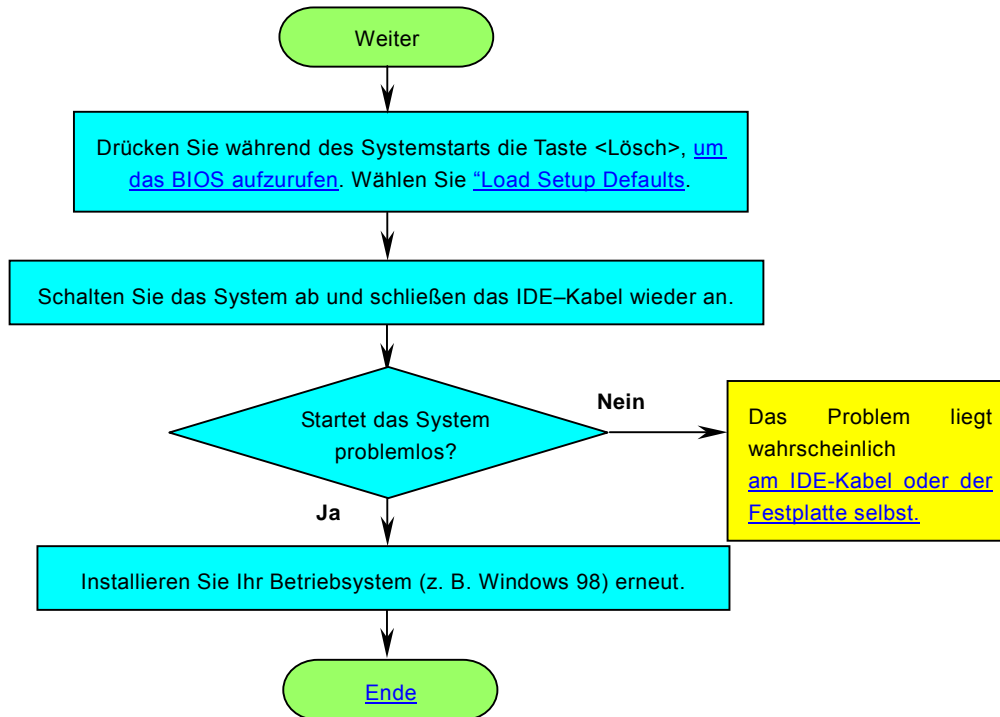 Weiter
Drücken Sie während des Systemstarts die Taste <Lösch>, um
das BIOS aufzurufen. Wählen Sie “Load Setup Defaults.
Schalten Sie das System ab und schließen das IDE–Kabel wieder an.
Startet das System
problemlos?
Nein
Das Problem liegt
wahrscheinlich
am IDE-Kabel oder der
Festplatte selbst.
Ja
Installieren Sie Ihr Betriebsystem (z. B. Windows 98) erneut.
Ende